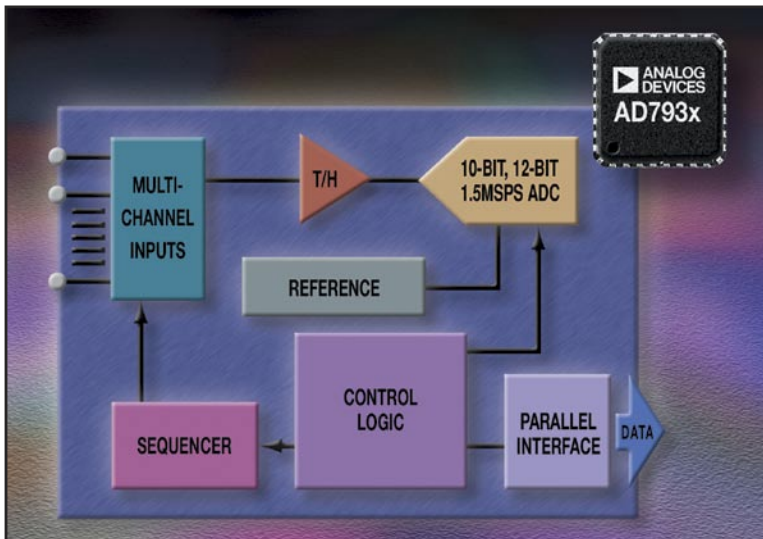 ANALOG
DEVICES
AD793x
MULTI-
CHANNEL
INPUTS
T/H
10-BIT, 12-BIT
1.5MSPS ADC
REFERENCE
CONTROL
LOGIC
SEQUENCER
PARALLEL
INTERFACE
DATA